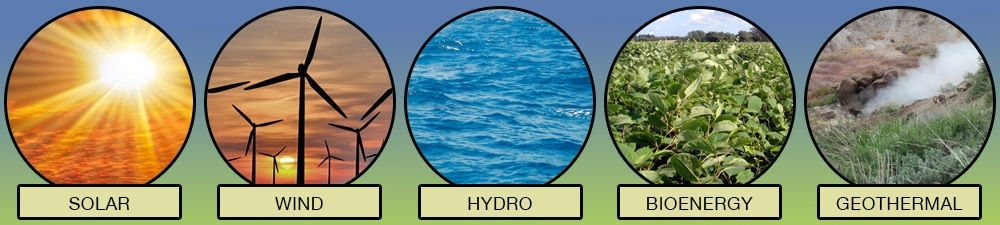 SOLAR
WIND
HYDRO
BIOENERGY
GEOTHERMAL